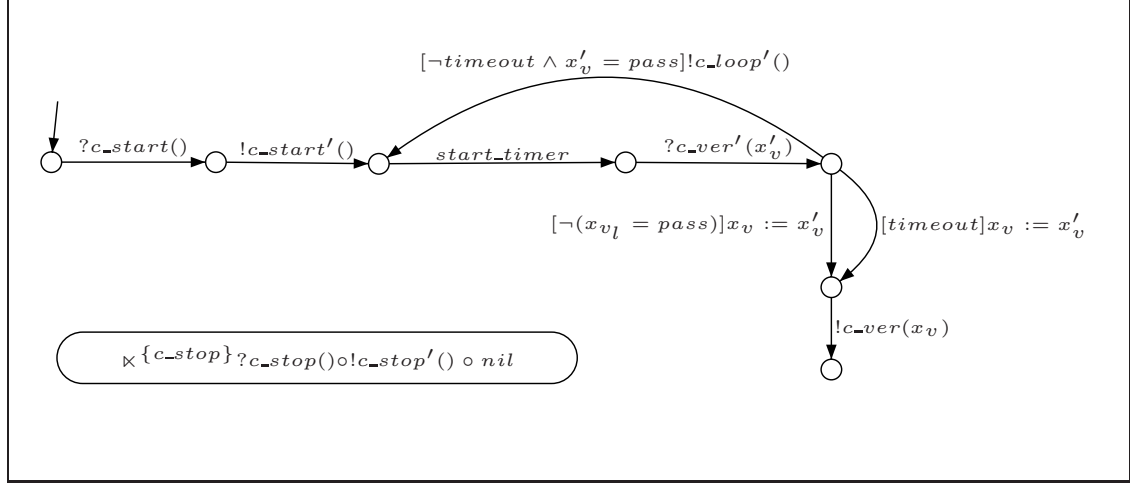 [¬timeout ∧ x′_v = pass]!c_loop′()
?c_start()
!c_start′()
start_timer
?c_ver′(x′_v)
[¬(x_{v_l} = pass)]x_v := x′_v
[timeout]x_v := x′_v
!c_ver(x_v)
⋉^{c_stop}?c_stop()∘!c_stop′() ∘ nil